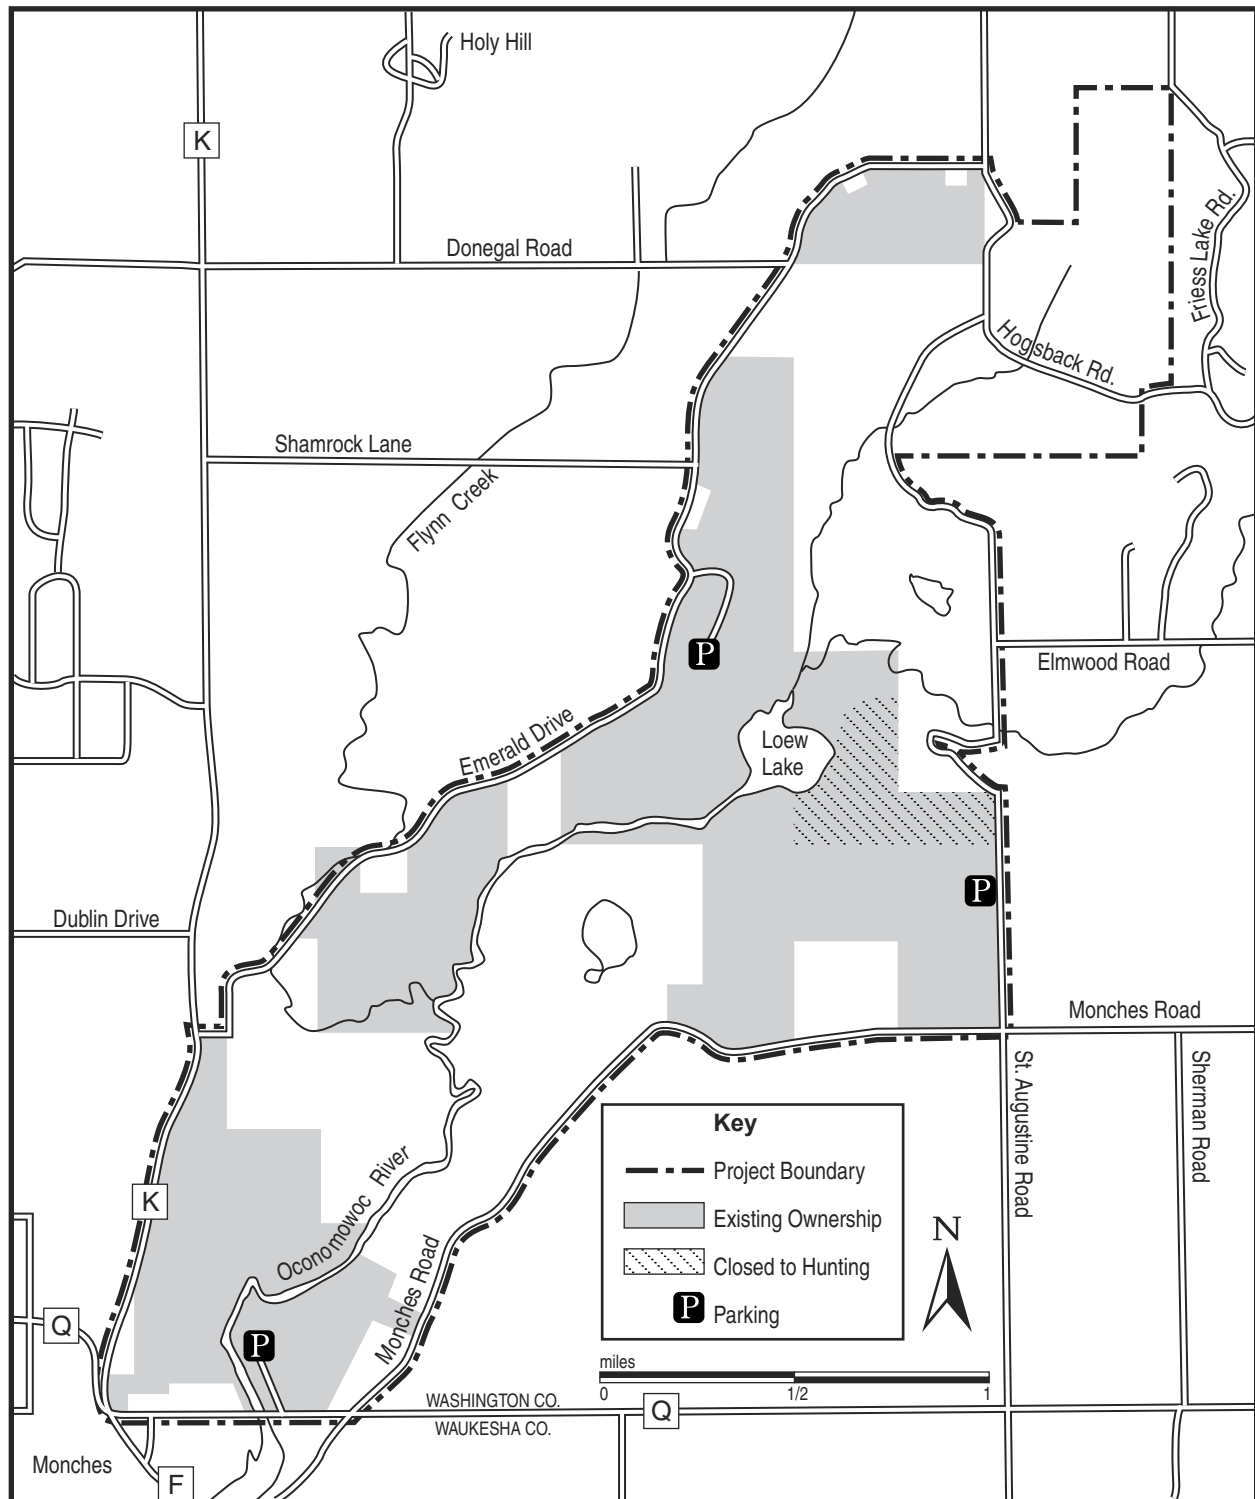 Holy Hill
K
Donegal Road
Friess Lake Rd.
Hogsback Rd.
Shamrock Lane
Flynn Creek
P
Elmwood Road
Emerald Drive
Loew
Lake
P
Dublin Drive
Monches Road
St. Augustine Road
Sherman Road
Key
Project Boundary
Existing Ownership
Closed to Hunting
P Parking
N
K
Oconomowoc River
Monches Road
Q
P
miles
0 1/2 1
WASHINGTON CO.
Q
WAUKESHA CO.
Monches
F